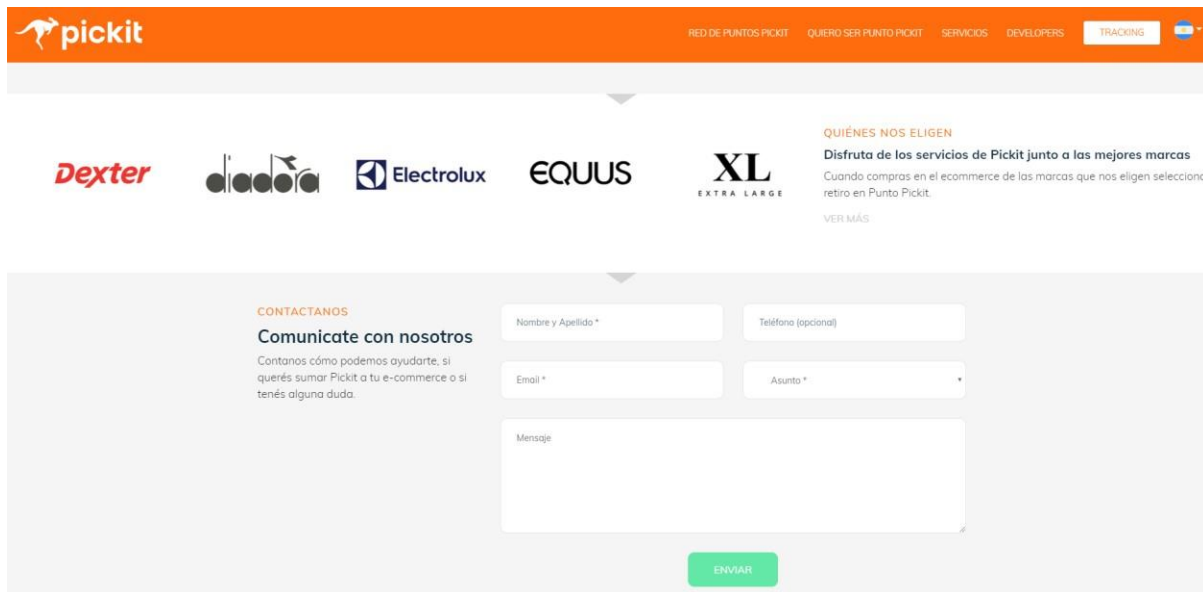 pickit
RED DE PUNTOS PICKIT QUIERO SER PUNTO PICKIT SERVICIOS DEVELOPERS TRACKING
Dexter
diadora
Electrolux
EQUUS
XL
EXTRA LARGE
QUIÉNES NOS ELIGEN
Disfruta de los servicios de Pickit junto a las mejores marcas
Cuando compras en el ecommerce de las marcas que nos eligen selecciona
retiro en Punto Pickit.
VER MÁS
CONTACTANOS
Comunicate con nosotros
Contanos cómo podemos ayudarte, si
querés sumar Pickit a tu e-commerce o si
tenés alguna duda.
Nombre y Apellido *
Teléfono (opcional)
Email *
Asunto *
Mensaje
ENVIAR